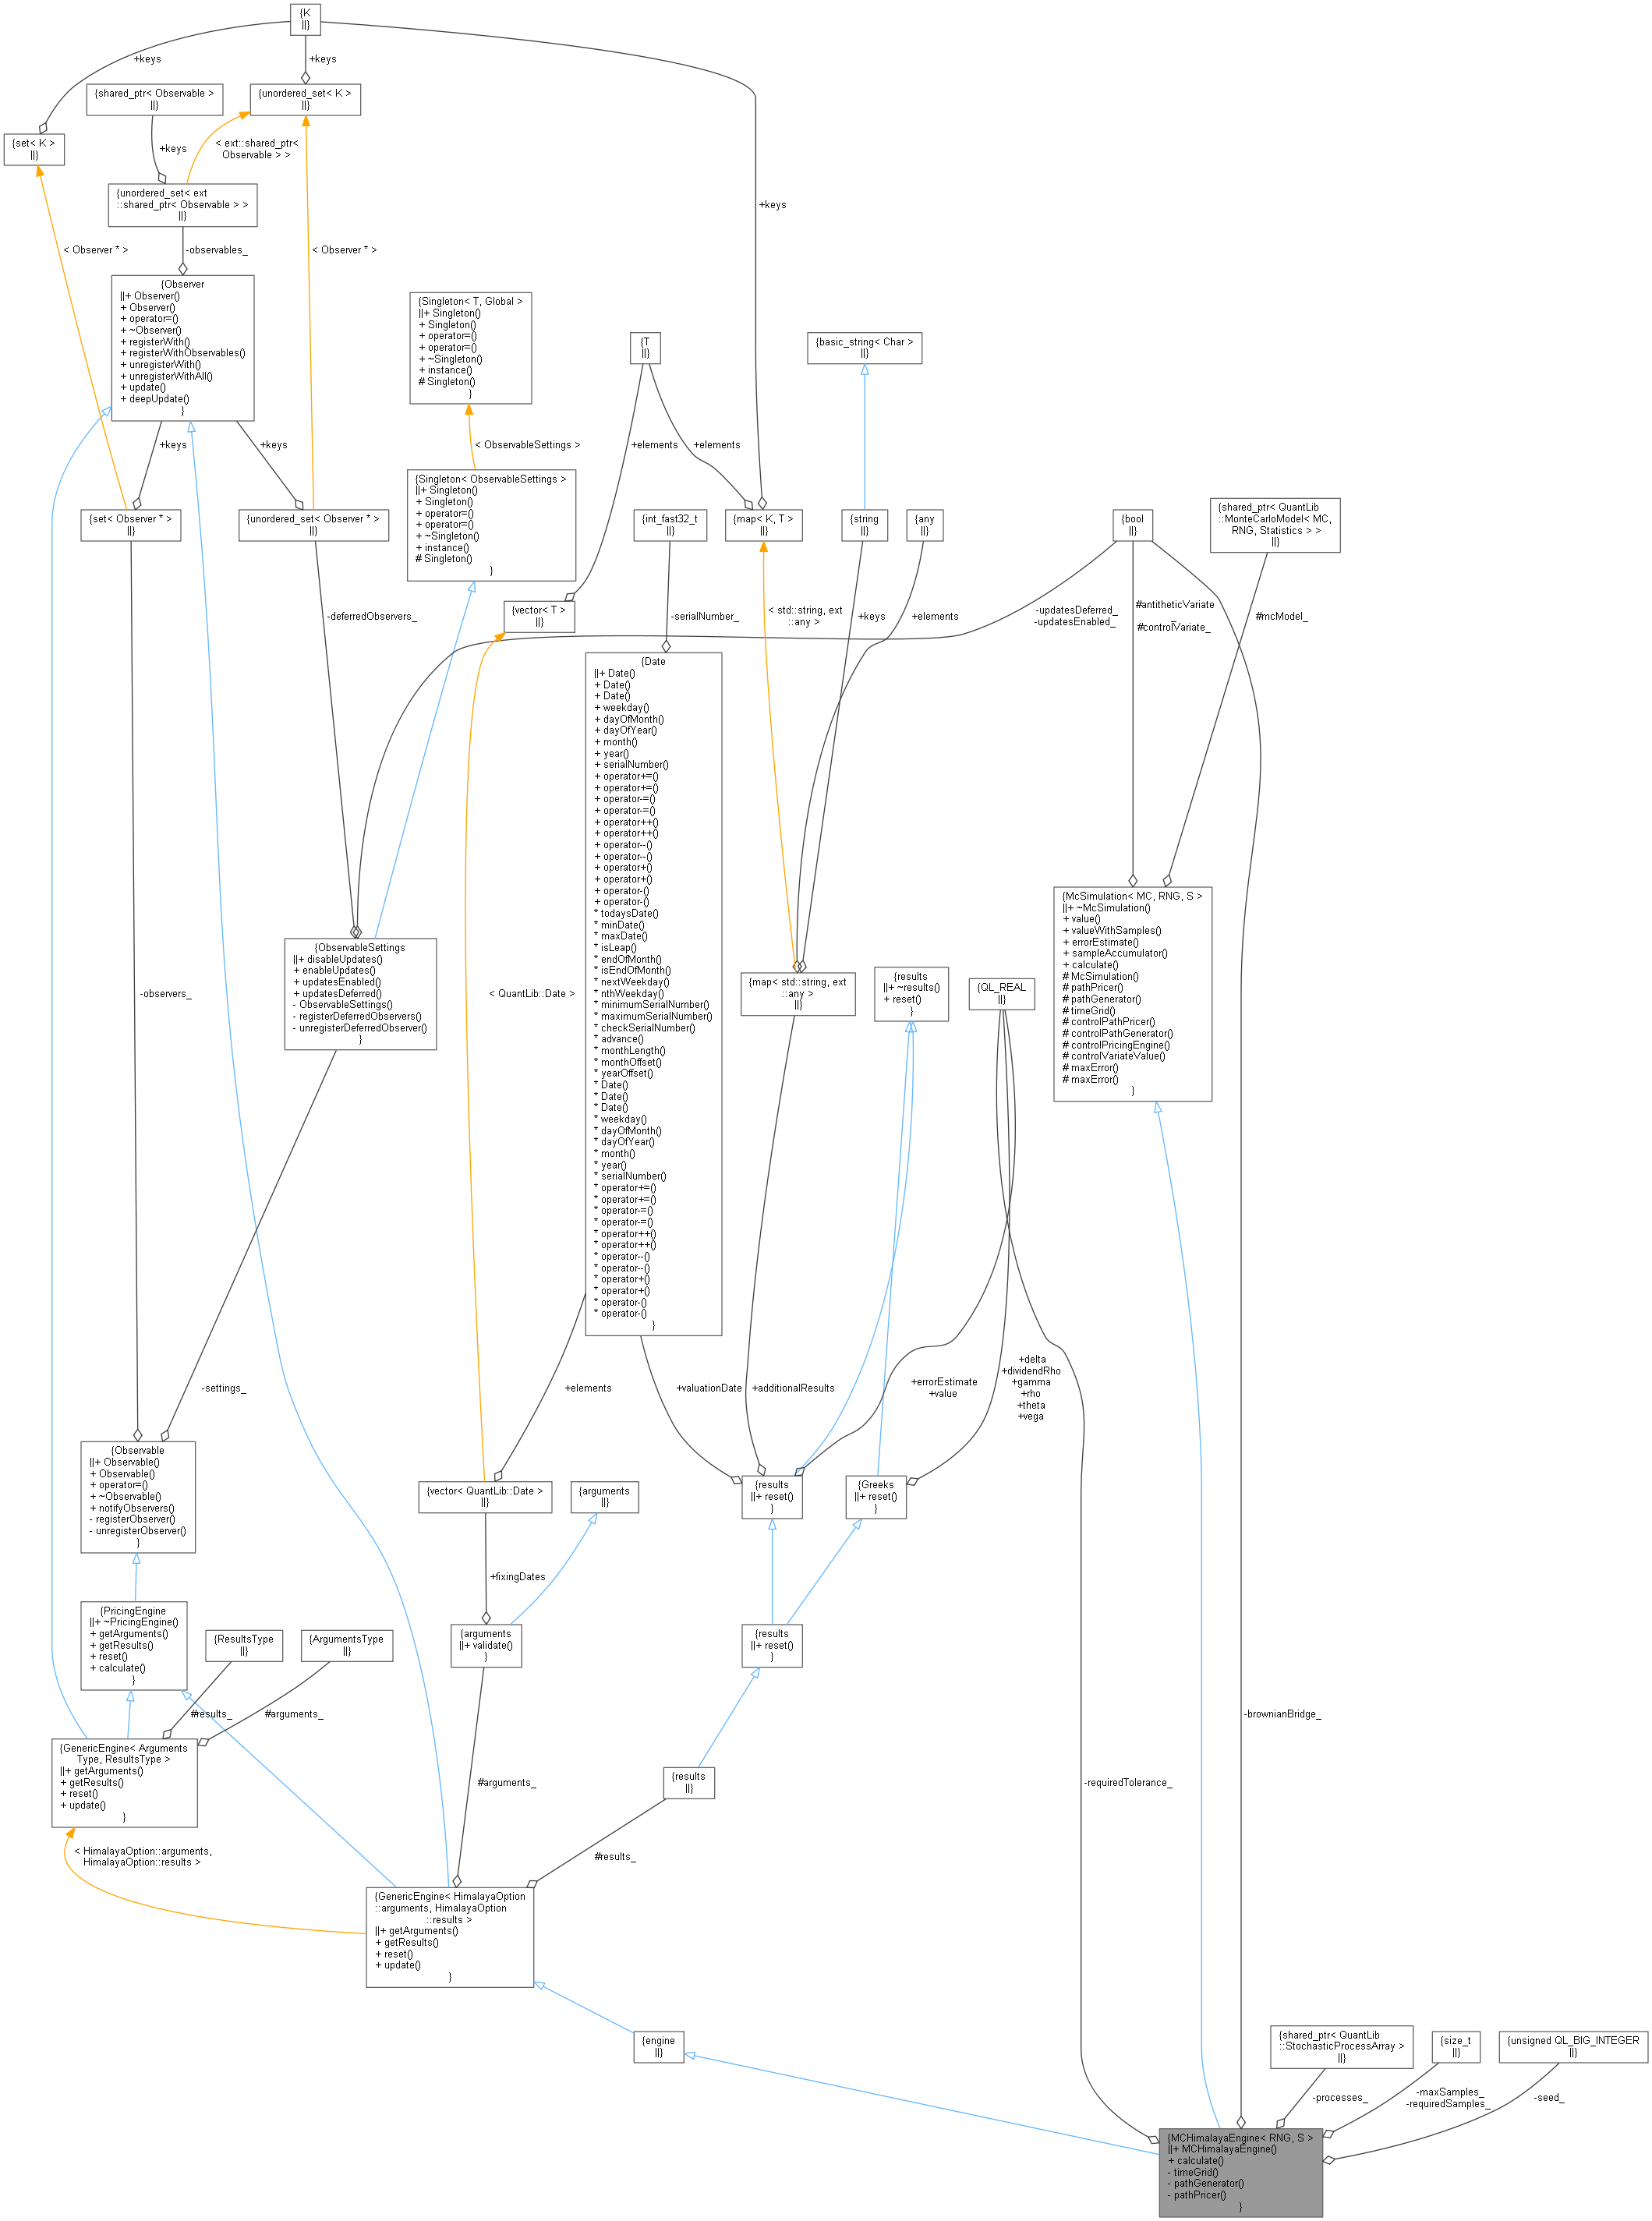 {K
||}
+keys
+keys
{shared_ptr< Observable >
||}
{unordered_set< K >
||}
{set< K >
||}
+keys
< ext::shared_ptr<
Observable > >
{unordered_set< ext
::shared_ptr< Observable > >
||}
+keys
< Observer * >
-observables_
< Observer * >
{Observer
||+ Observer()
+ Observer()
+ operator=()
+ ~Observer()
+ registerWith()
+ registerWithObservables()
+ unregisterWith()
+ unregisterWithAll()
+ update()
+ deepUpdate()
}
{Singleton< T, Global >
||+ Singleton()
+ Singleton()
+ operator=()
+ operator=()
+ ~Singleton()
+ instance()
# Singleton()
}
{T
||}
{basic_string< Char >
||}
+keys
+keys
< ObservableSettings >
+elements
+elements
{Singleton< ObservableSettings >
||+ Singleton()
+ Singleton()
+ operator=()
+ operator=()
+ ~Singleton()
+ instance()
# Singleton()
}
{set< Observer * >
||}
{unordered_set< Observer * >
||}
{int_fast32_t
||}
{map< K, T >
||}
{string
||}
{any
||}
{bool
||}
{shared_ptr< QuantLib
::MonteCarloModel< MC,
RNG, Statistics > >
||}
{vector< T >
||}
-deferredObservers_
-serialNumber_
< std::string, ext
::any >
+keys
+elements
-updatesDeferred_
-updatesEnabled_
#antitheticVariate
_
#controlVariate_
#mcModel_
{Date
||+ Date()
+ Date()
+ Date()
+ weekday()
+ dayOfMonth()
+ dayOfYear()
+ month()
+ year()
+ serialNumber()
+ operator+=()
+ operator+=()
+ operator-=()
+ operator-=()
+ operator++()
+ operator++()
+ operator--()
+ operator--()
+ operator+()
+ operator+()
+ operator-()
+ operator-()
* todaysDate()
* minDate()
* maxDate()
* isLeap()
* endOfMonth()
* isEndOfMonth()
* nextWeekday()
* nthWeekday()
* minimumSerialNumber()
* maximumSerialNumber()
* checkSerialNumber()
* advance()
* monthLength()
* monthOffset()
* yearOffset()
* Date()
* Date()
* Date()
* weekday()
* dayOfMonth()
* dayOfYear()
* month()
* year()
* serialNumber()
* operator+=()
* operator+=()
* operator-=()
* operator-=()
* operator++()
* operator++()
* operator--()
* operator--()
* operator+()
* operator+()
* operator-()
* operator-()
}
{McSimulation< MC, RNG, S >
||+ ~McSimulation()
+ value()
+ valueWithSamples()
+ errorEstimate()
+ sampleAccumulator()
+ calculate()
# McSimulation()
# pathPricer()
# pathGenerator()
# timeGrid()
# controlPathPricer()
# controlPathGenerator()
# controlPricingEngine()
# controlVariateValue()
# maxError()
# maxError()
}
{ObservableSettings
||+ disableUpdates()
+ enableUpdates()
+ updatesEnabled()
+ updatesDeferred()
- ObservableSettings()
- registerDeferredObservers()
- unregisterDeferredObserver()
}
{map< std::string, ext
::any >
||}
{results
||+ ~results()
+ reset()
}
{QL_REAL
||}
-observers_
< QuantLib::Date >
-settings_
+elements
+valuationDate
+additionalResults
+errorEstimate
+value
+delta
+dividendRho
+gamma
+rho
+theta
+vega
{Observable
||+ Observable()
+ Observable()
+ operator=()
+ ~Observable()
+ notifyObservers()
- registerObserver()
- unregisterObserver()
}
{vector< QuantLib::Date >
||}
{arguments
||}
{results
||+ reset()
}
{Greeks
||+ reset()
}
+fixingDates
{PricingEngine
||+ ~PricingEngine()
+ getArguments()
+ getResults()
+ reset()
+ calculate()
}
{ResultsType
||}
{ArgumentsType
||}
{arguments
||+ validate()
}
{results
||+ reset()
}
#results_
#arguments_
-brownianBridge_
{GenericEngine< Arguments
Type, ResultsType >
||+ getArguments()
+ getResults()
+ reset()
+ update()
}
#arguments_
{results
||}
-requiredTolerance_
< HimalayaOption::arguments,
HimalayaOption::results >
#results_
{GenericEngine< HimalayaOption
::arguments, HimalayaOption
::results >
||+ getArguments()
+ getResults()
+ reset()
+ update()
}
{engine
||}
{shared_ptr< QuantLib
::StochasticProcessArray >
||}
{size_t
||}
{unsigned QL_BIG_INTEGER
||}
-processes_
-maxSamples_
-requiredSamples_
-seed_
{MCHimalayaEngine< RNG, S >
||+ MCHimalayaEngine()
+ calculate()
- timeGrid()
- pathGenerator()
- pathPricer()
}